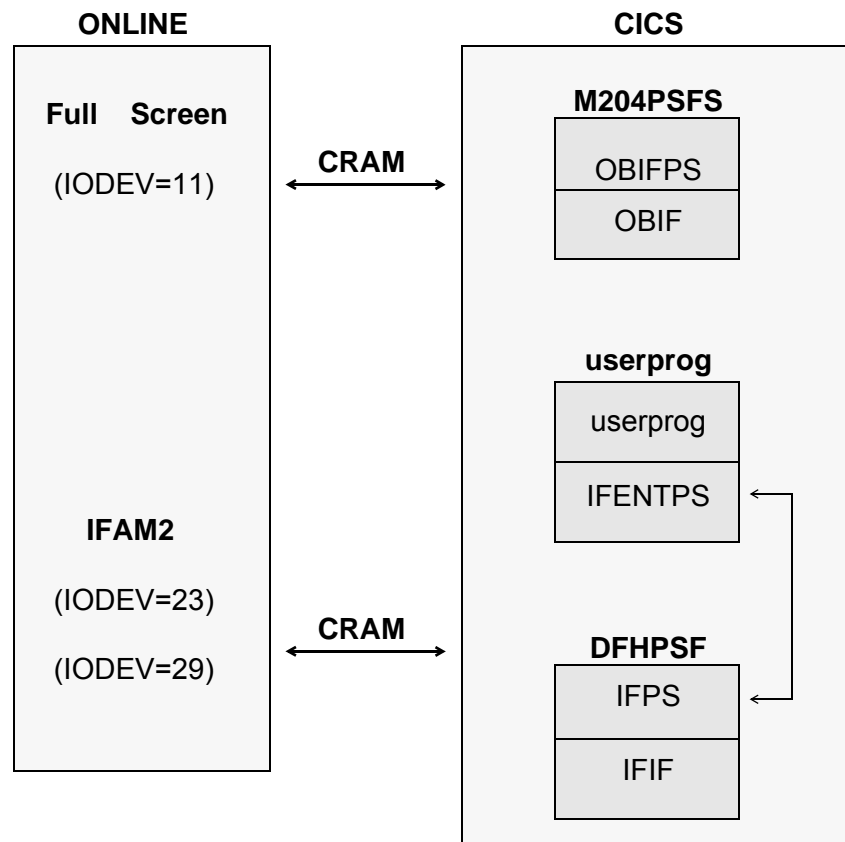 ONLINE
Full Screen
(IODEV=11)
IFAM2
(IODEV=23)
(IODEV=29)
CRAM
CRAM
CICS
M204PSFS
OBIFPS
OBIF
userprog
userprog
IFENTPS
DFHPSF
IFPS
IFIF